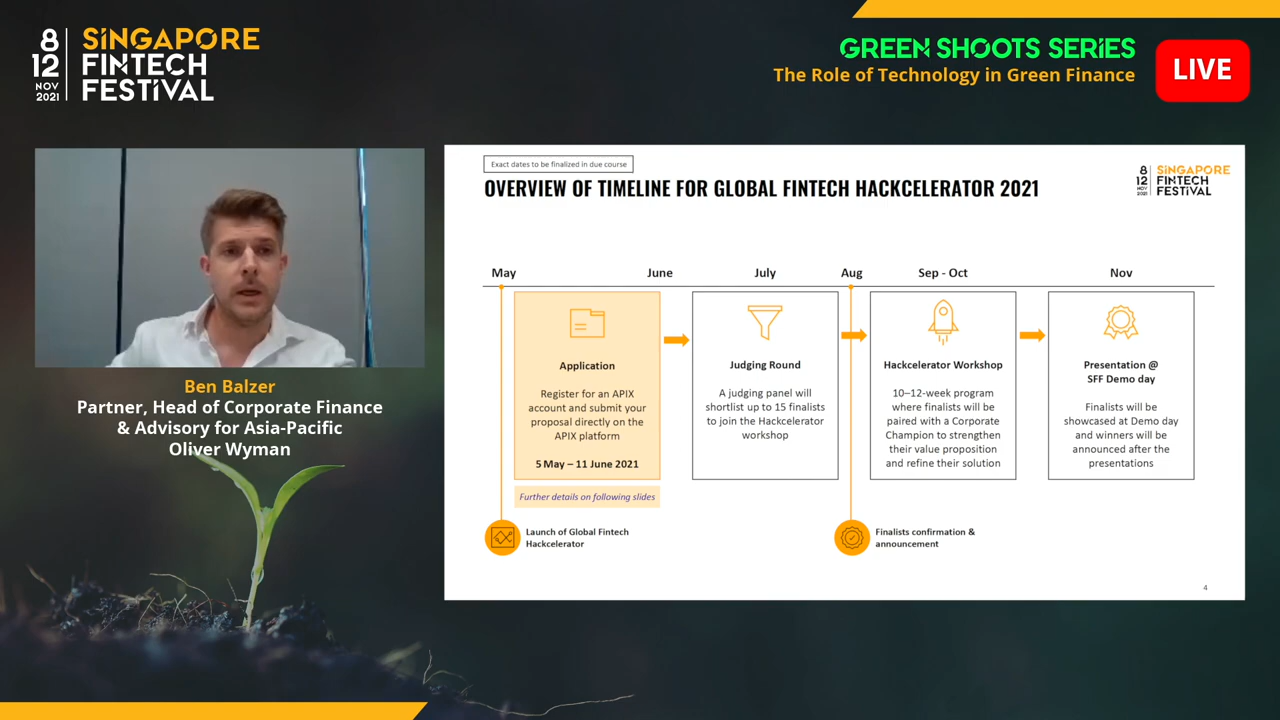 8
12
NOV
2021
SINGAPORE
FINTECH
FESTIVAL
GREEN SHOOTS SERIES
The Role of Technology in Green Finance
LIVE
Ben Balzer
Partner, Head of Corporate Finance
& Advisory for Asia-Pacific
Oliver Wyman
Exact dates to be finalized in due course
OVERVIEW OF TIMELINE FOR GLOBAL FINTECH HACKCELERATOR 2021
8
12
NOV
2021
SINGAPORE
FINTECH
FESTIVAL
May
June
July
Aug
Sep - Oct
Nov
Application
Register for an APIX
account and submit your
proposal directly on the
APIX platform
5 May – 11 June 2021
Further details on following slides
Judging Round
A judging panel will
shortlist up to 15 finalists
to join the Hackcelerator
workshop
Hackcelerator Workshop
10–12-week program
where finalists will be
paired with a Corporate
Champion to strengthen
their value proposition
and refine their solution
Presentation @
SFF Demo day
Finalists will be
showcased at Demo day
and winners will be
announced after the
presentations
Launch of Global Fintech
Hackcelerator
Finalists confirmation &
announcement
4